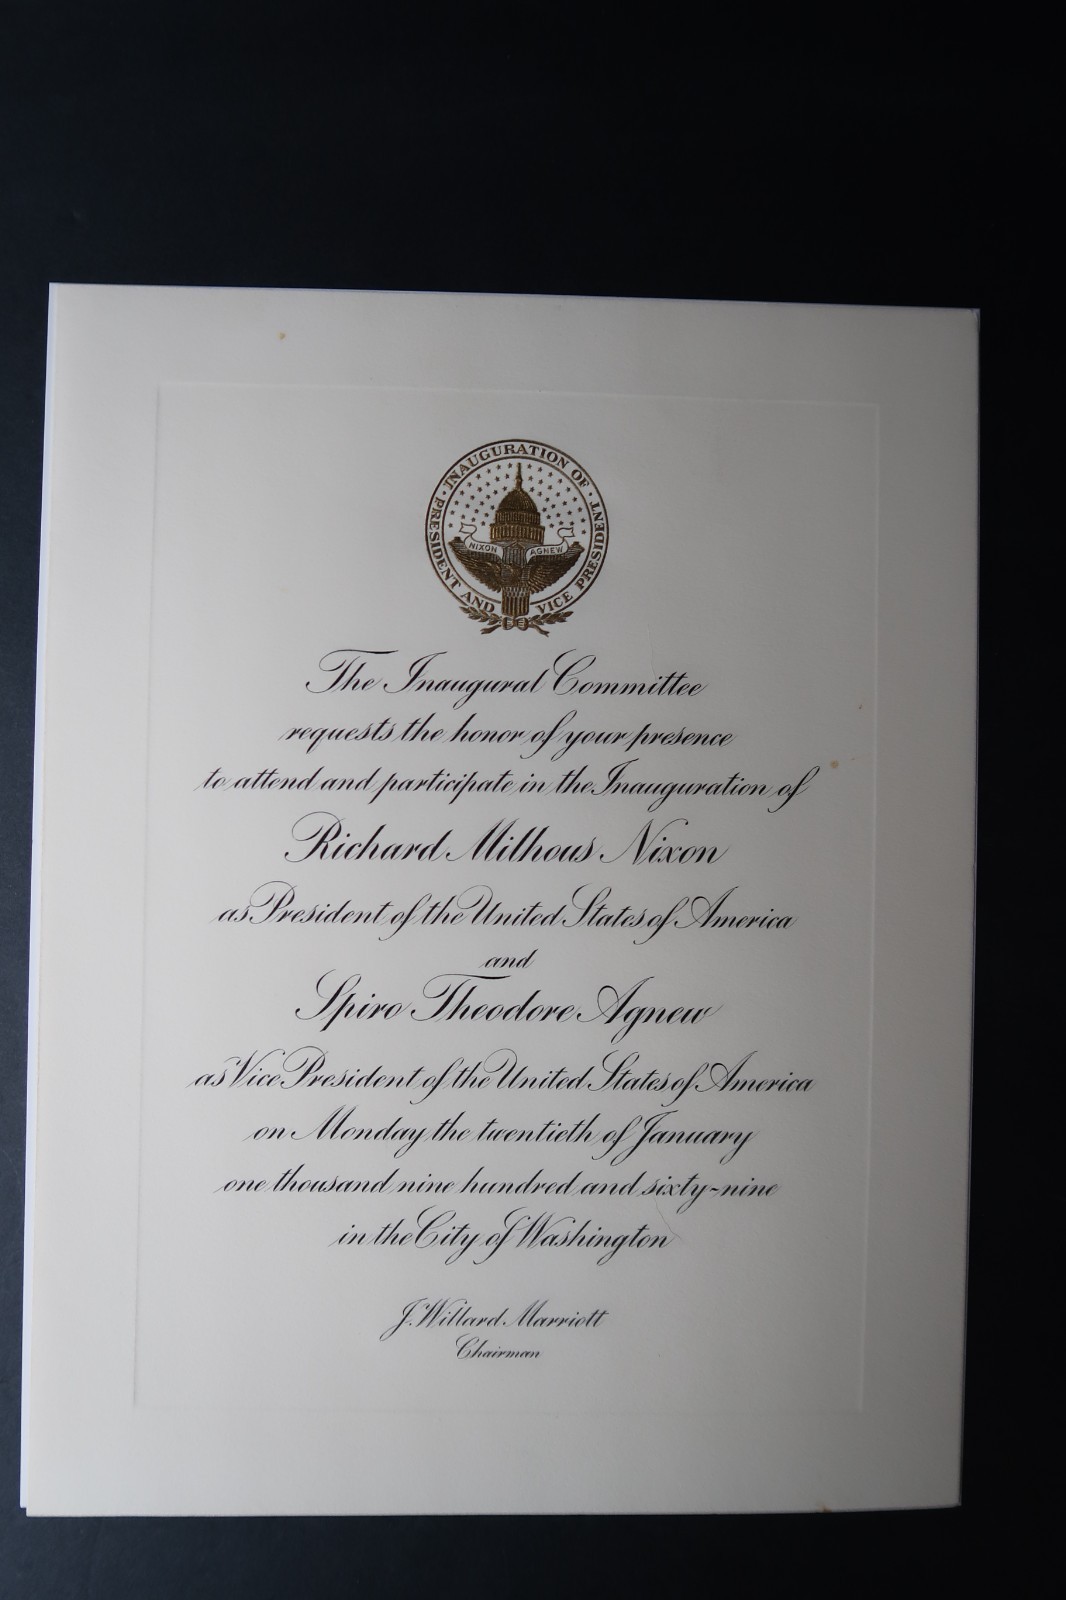 · INAUGURATION OF · PRESIDENT AND VICE PRESIDENT
NIXON AGNEW
The Inaugural Committee
requests the honor of your presence
to attend and participate in the Inauguration of
Richard Milhous Nixon
as President of the United States of America
and
Spiro Theodore Agnew
as Vice President of the United States of America
on Monday the twentieth of January
one thousand nine hundred and sixty-nine
in the City of Washington
J. Willard Marriott
Chairman